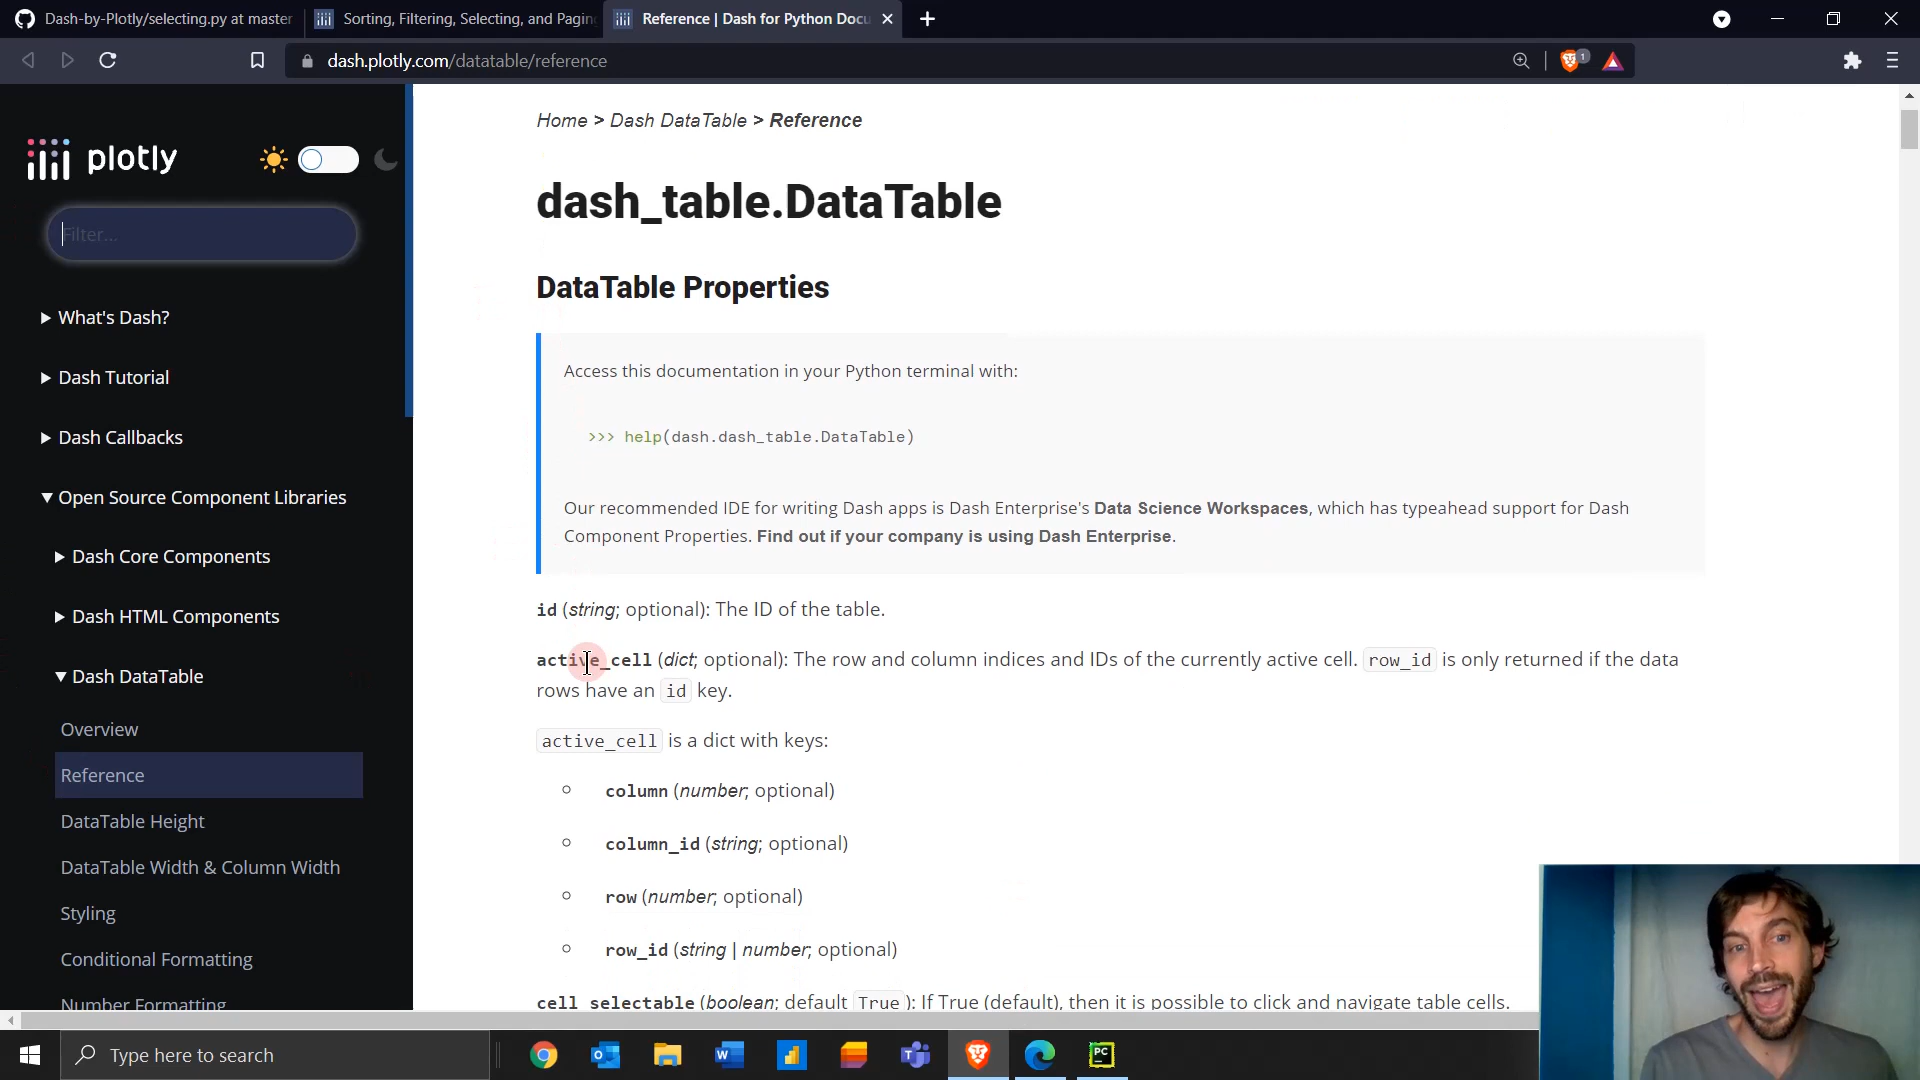 Dash-by-Plotly/selecting.py at master
Sorting, Filtering, Selecting, and Paging
Reference | Dash for Python Docu
dash.plotly.com/datatable/reference
1
plotly
Filter...
What's Dash?
Dash Tutorial
Dash Callbacks
Open Source Component Libraries
Dash Core Components
Dash HTML Components
Dash DataTable
Overview
Reference
DataTable Height
DataTable Width & Column Width
Styling
Conditional Formatting
Number Formatting
Home > Dash DataTable > Reference
dash_table.DataTable
DataTable Properties
Access this documentation in your Python terminal with:
>>> help(dash.dash_table.DataTable)
Our recommended IDE for writing Dash apps is Dash Enterprise's Data Science Workspaces, which has typeahead support for Dash
Component Properties. Find out if your company is using Dash Enterprise.
id (string; optional): The ID of the table.
active_cell (dict; optional): The row and column indices and IDs of the currently active cell. row_id is only returned if the data
rows have an id key.
active_cell is a dict with keys:
column (number; optional)
column_id (string; optional)
row (number; optional)
row_id (string | number; optional)
cell_selectable (boolean; default True): If True (default), then it is possible to click and navigate table cells.
Type here to search
PC